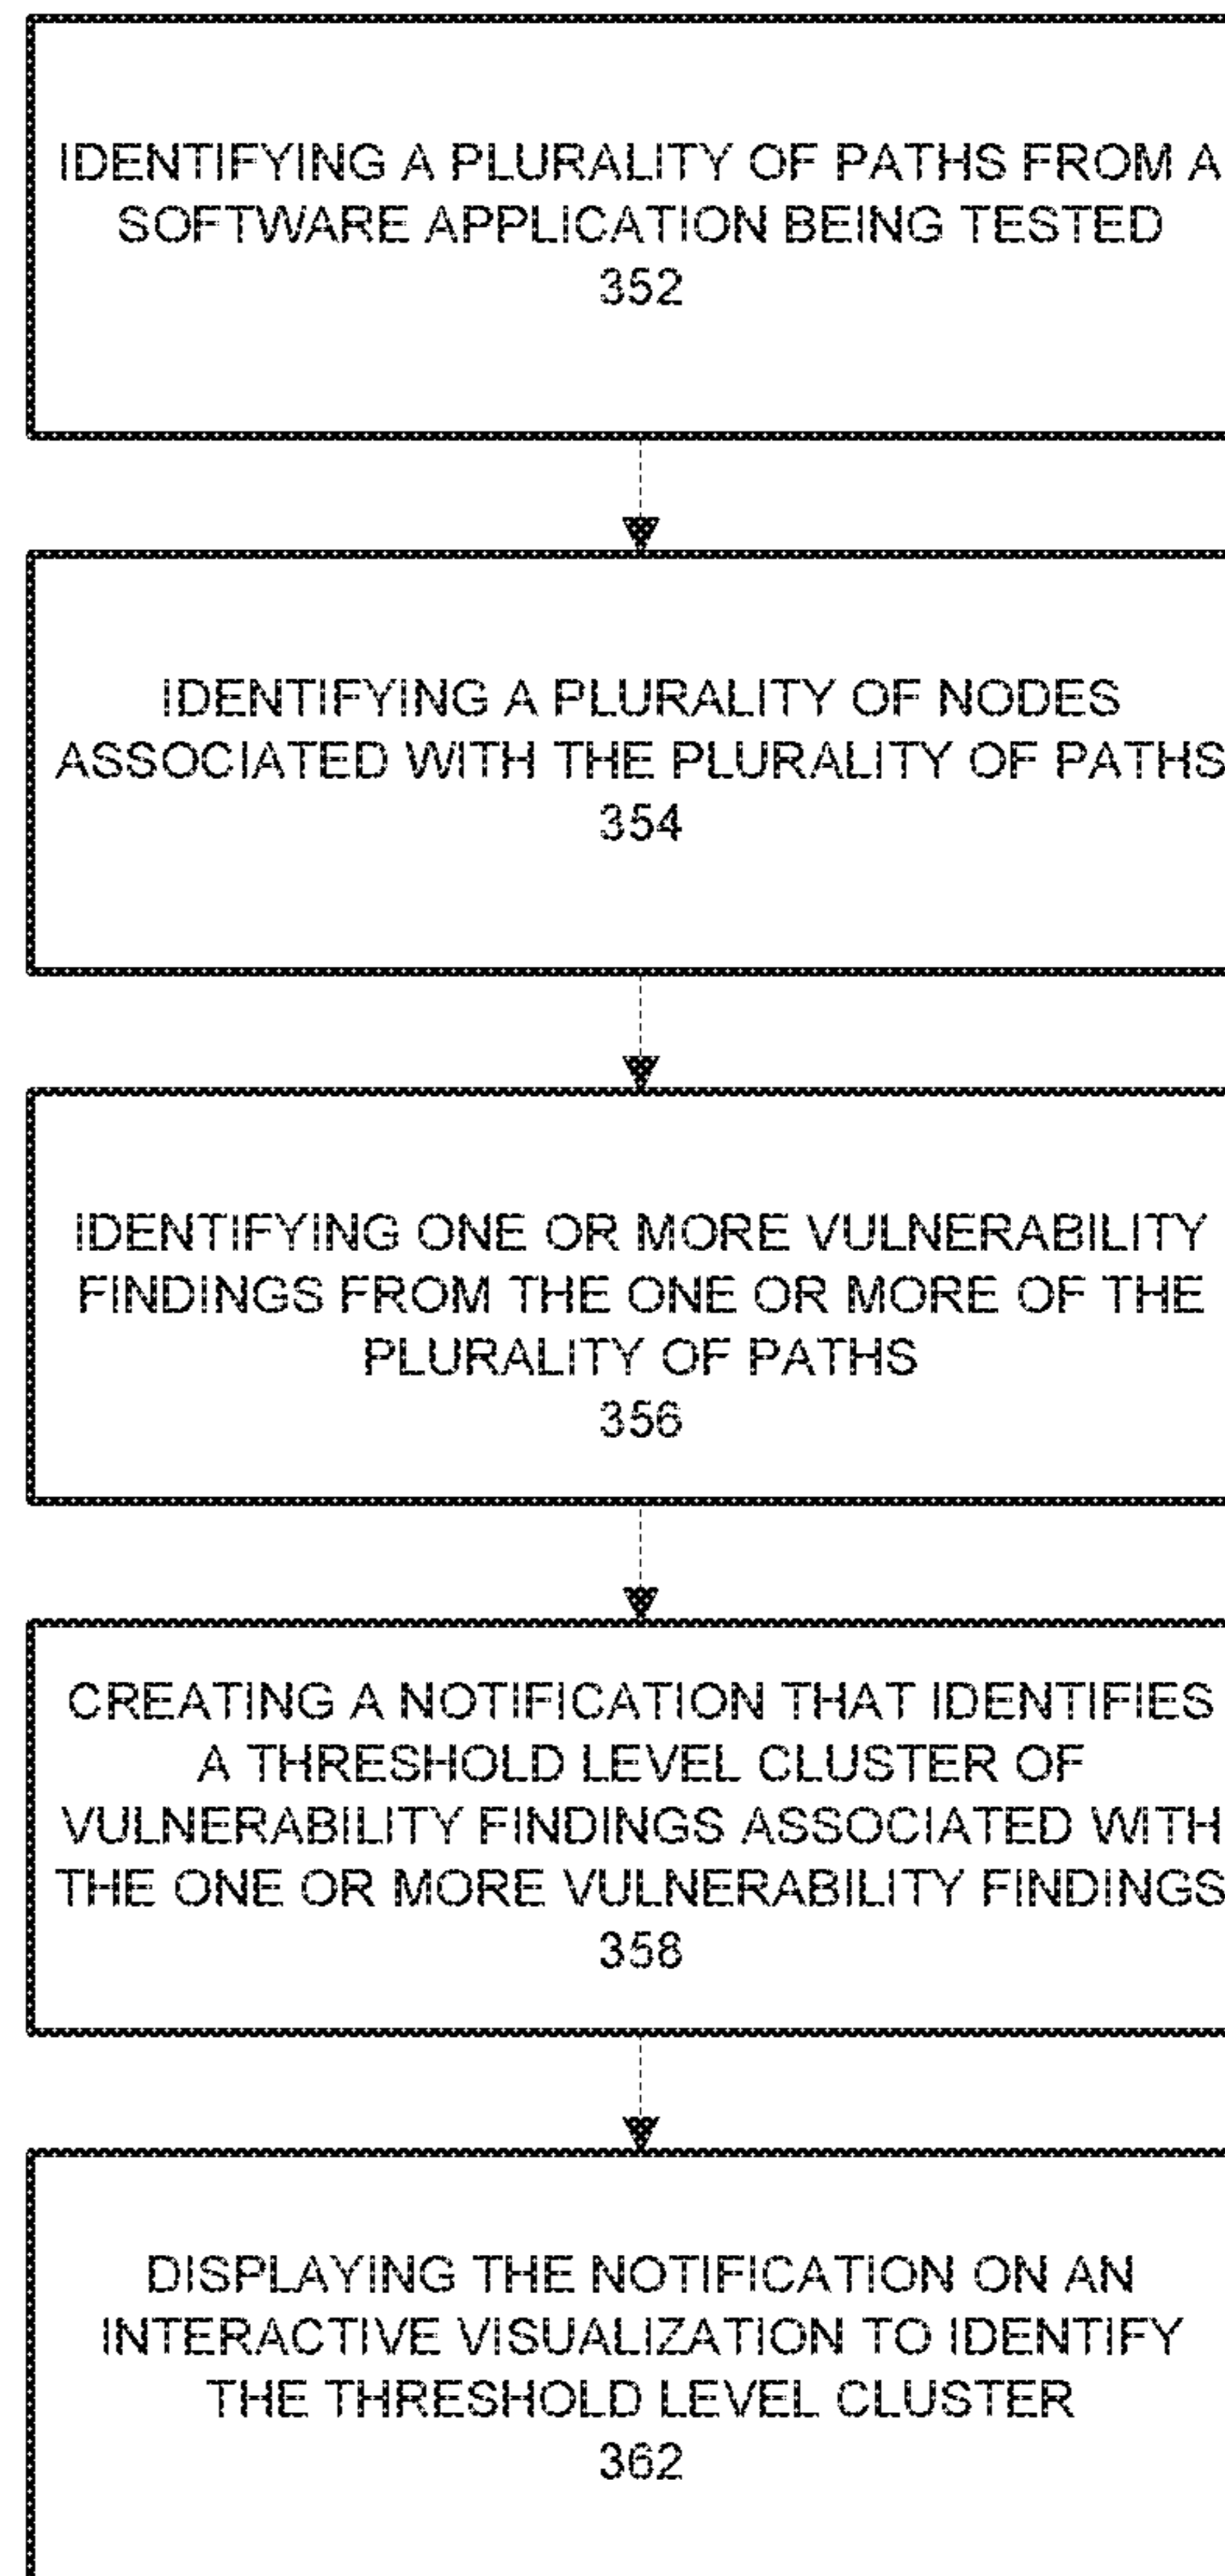 IDENTIFYING A PLURALITY OF PATHS FROM A
SOFTWARE APPLICATION BEING TESTED
352
IDENTIFYING A PLURALITY OF NODES
ASSOCIATED WITH THE PLURALITY OF PATHS
354
IDENTIFYING ONE OR MORE VULNERABILITY
FINDINGS FROM THE ONE OR MORE OF THE
PLURALITY OF PATHS
356
CREATING A NOTIFICATION THAT IDENTIFIES
A THRESHOLD LEVEL CLUSTER OF
VULNERABILITY FINDINGS ASSOCIATED WITH
THE ONE OR MORE VULNERABILITY FINDINGS
358
DISPLAYING THE NOTIFICATION ON AN
INTERACTIVE VISUALIZATION TO IDENTIFY
THE THRESHOLD LEVEL CLUSTER
362